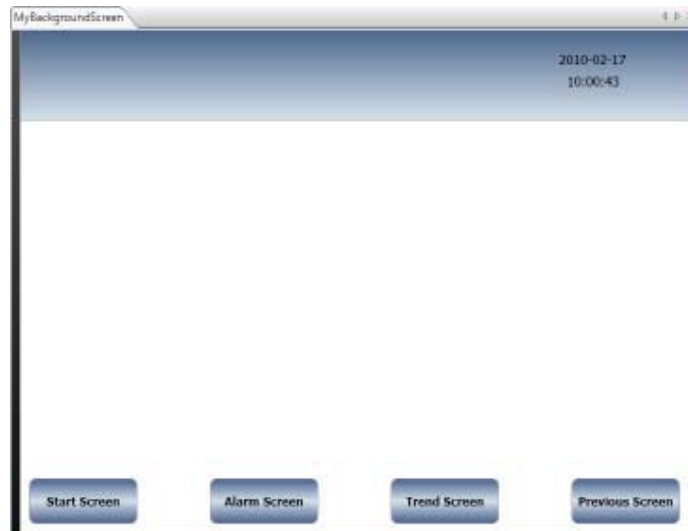 MyBackgroundScreen
2010-02-17
10:00:43
Start Screen
Alarm Screen
Trend Screen
Previous Screen